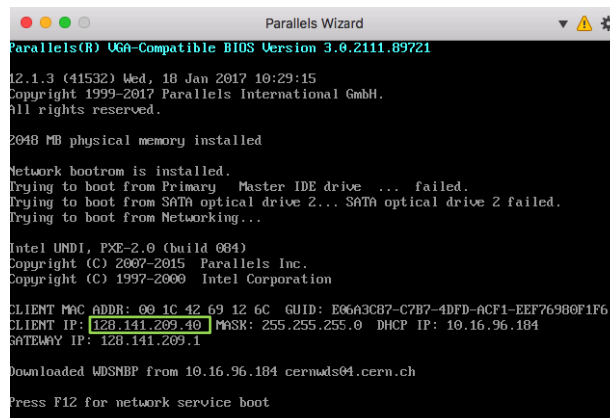 Parallels Wizard
Parallels(R) VGA-Compatible BIOS Version 3.0.2111.89721
12.1.3 (41532) Wed, 18 Jan 2017 10:29:15
Copyright 1999-2017 Parallels International GmbH.
All rights reserved.
2048 MB physical memory installed
Network bootrom is installed.
Trying to boot from Primary Master IDE drive ... failed.
Trying to boot from SATA optical drive 2... SATA optical drive 2 failed.
Trying to boot from Networking...
Intel UNDI, PXE-2.0 (build 084)
Copyright (C) 2007-2015 Parallels Inc.
Copyright (C) 1997-2000 Intel Corporation
CLIENT MAC ADDR: 00 1C 42 69 12 6C GUID: E06A3C87-C7B7-4DFD-ACF1-EEF76980F1F6
CLIENT IP: 128.141.209.40 MASK: 255.255.255.0 DHCP IP: 10.16.96.184
GATEWAY IP: 128.141.209.1
Downloaded WDSNBP from 10.16.96.184 cernwds04.cern.ch
Press F12 for network service boot